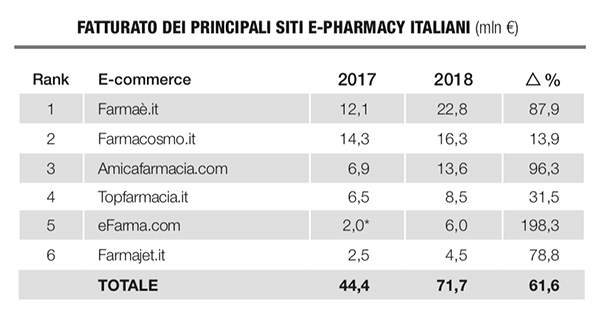 FATTURATO DEI PRINCIPALI SITI E-PHARMACY ITALIANI (mln €)
Rank E-commerce 2017 2018 △ %
1 Farmaè.it 12,1 22,8 87,9
2 Farmacosmo.it 14,3 16,3 13,9
3 Amicafarmacia.com 6,9 13,6 96,3
4 Topfarmacia.it 6,5 8,5 31,5
5 eFarma.com 2,0* 6,0 198,3
6 Farmajet.it 2,5 4,5 78,8
TOTALE 44,4 71,7 61,6